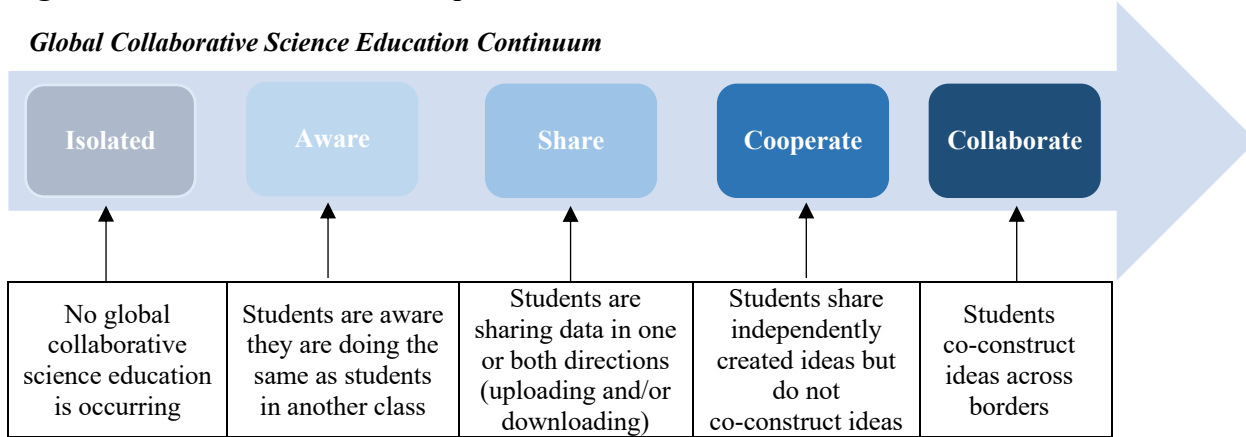 Global Collaborative Science Education Continuum
Isolated
Aware
Share
Cooperate
Collaborate
No global
collaborative
science education
is occurring
Students are aware
they are doing the
same as students
in another class
Students are
sharing data in one
or both directions
(uploading and/or
downloading)
Students share
independently
created ideas but
do not
co-construct ideas
Students
co-construct
ideas across
borders